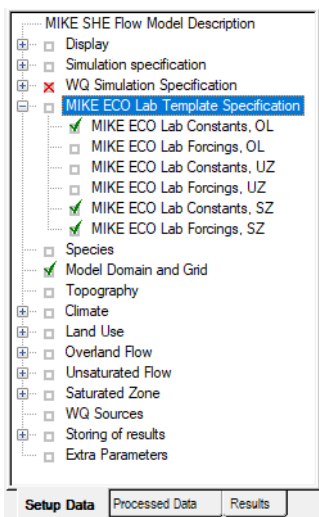 MIKE SHE Flow Model Description
Display
Simulation specification
WQ Simulation Specification
MIKE ECO Lab Template Specification
MIKE ECO Lab Constants, OL
MIKE ECO Lab Forcings, OL
MIKE ECO Lab Constants, UZ
MIKE ECO Lab Forcings, UZ
MIKE ECO Lab Constants, SZ
MIKE ECO Lab Forcings, SZ
Species
Model Domain and Grid
Topography
Climate
Land Use
Overland Flow
Unsaturated Flow
Saturated Zone
WQ Sources
Storing of results
Extra Parameters
Setup Data Processed Data Results